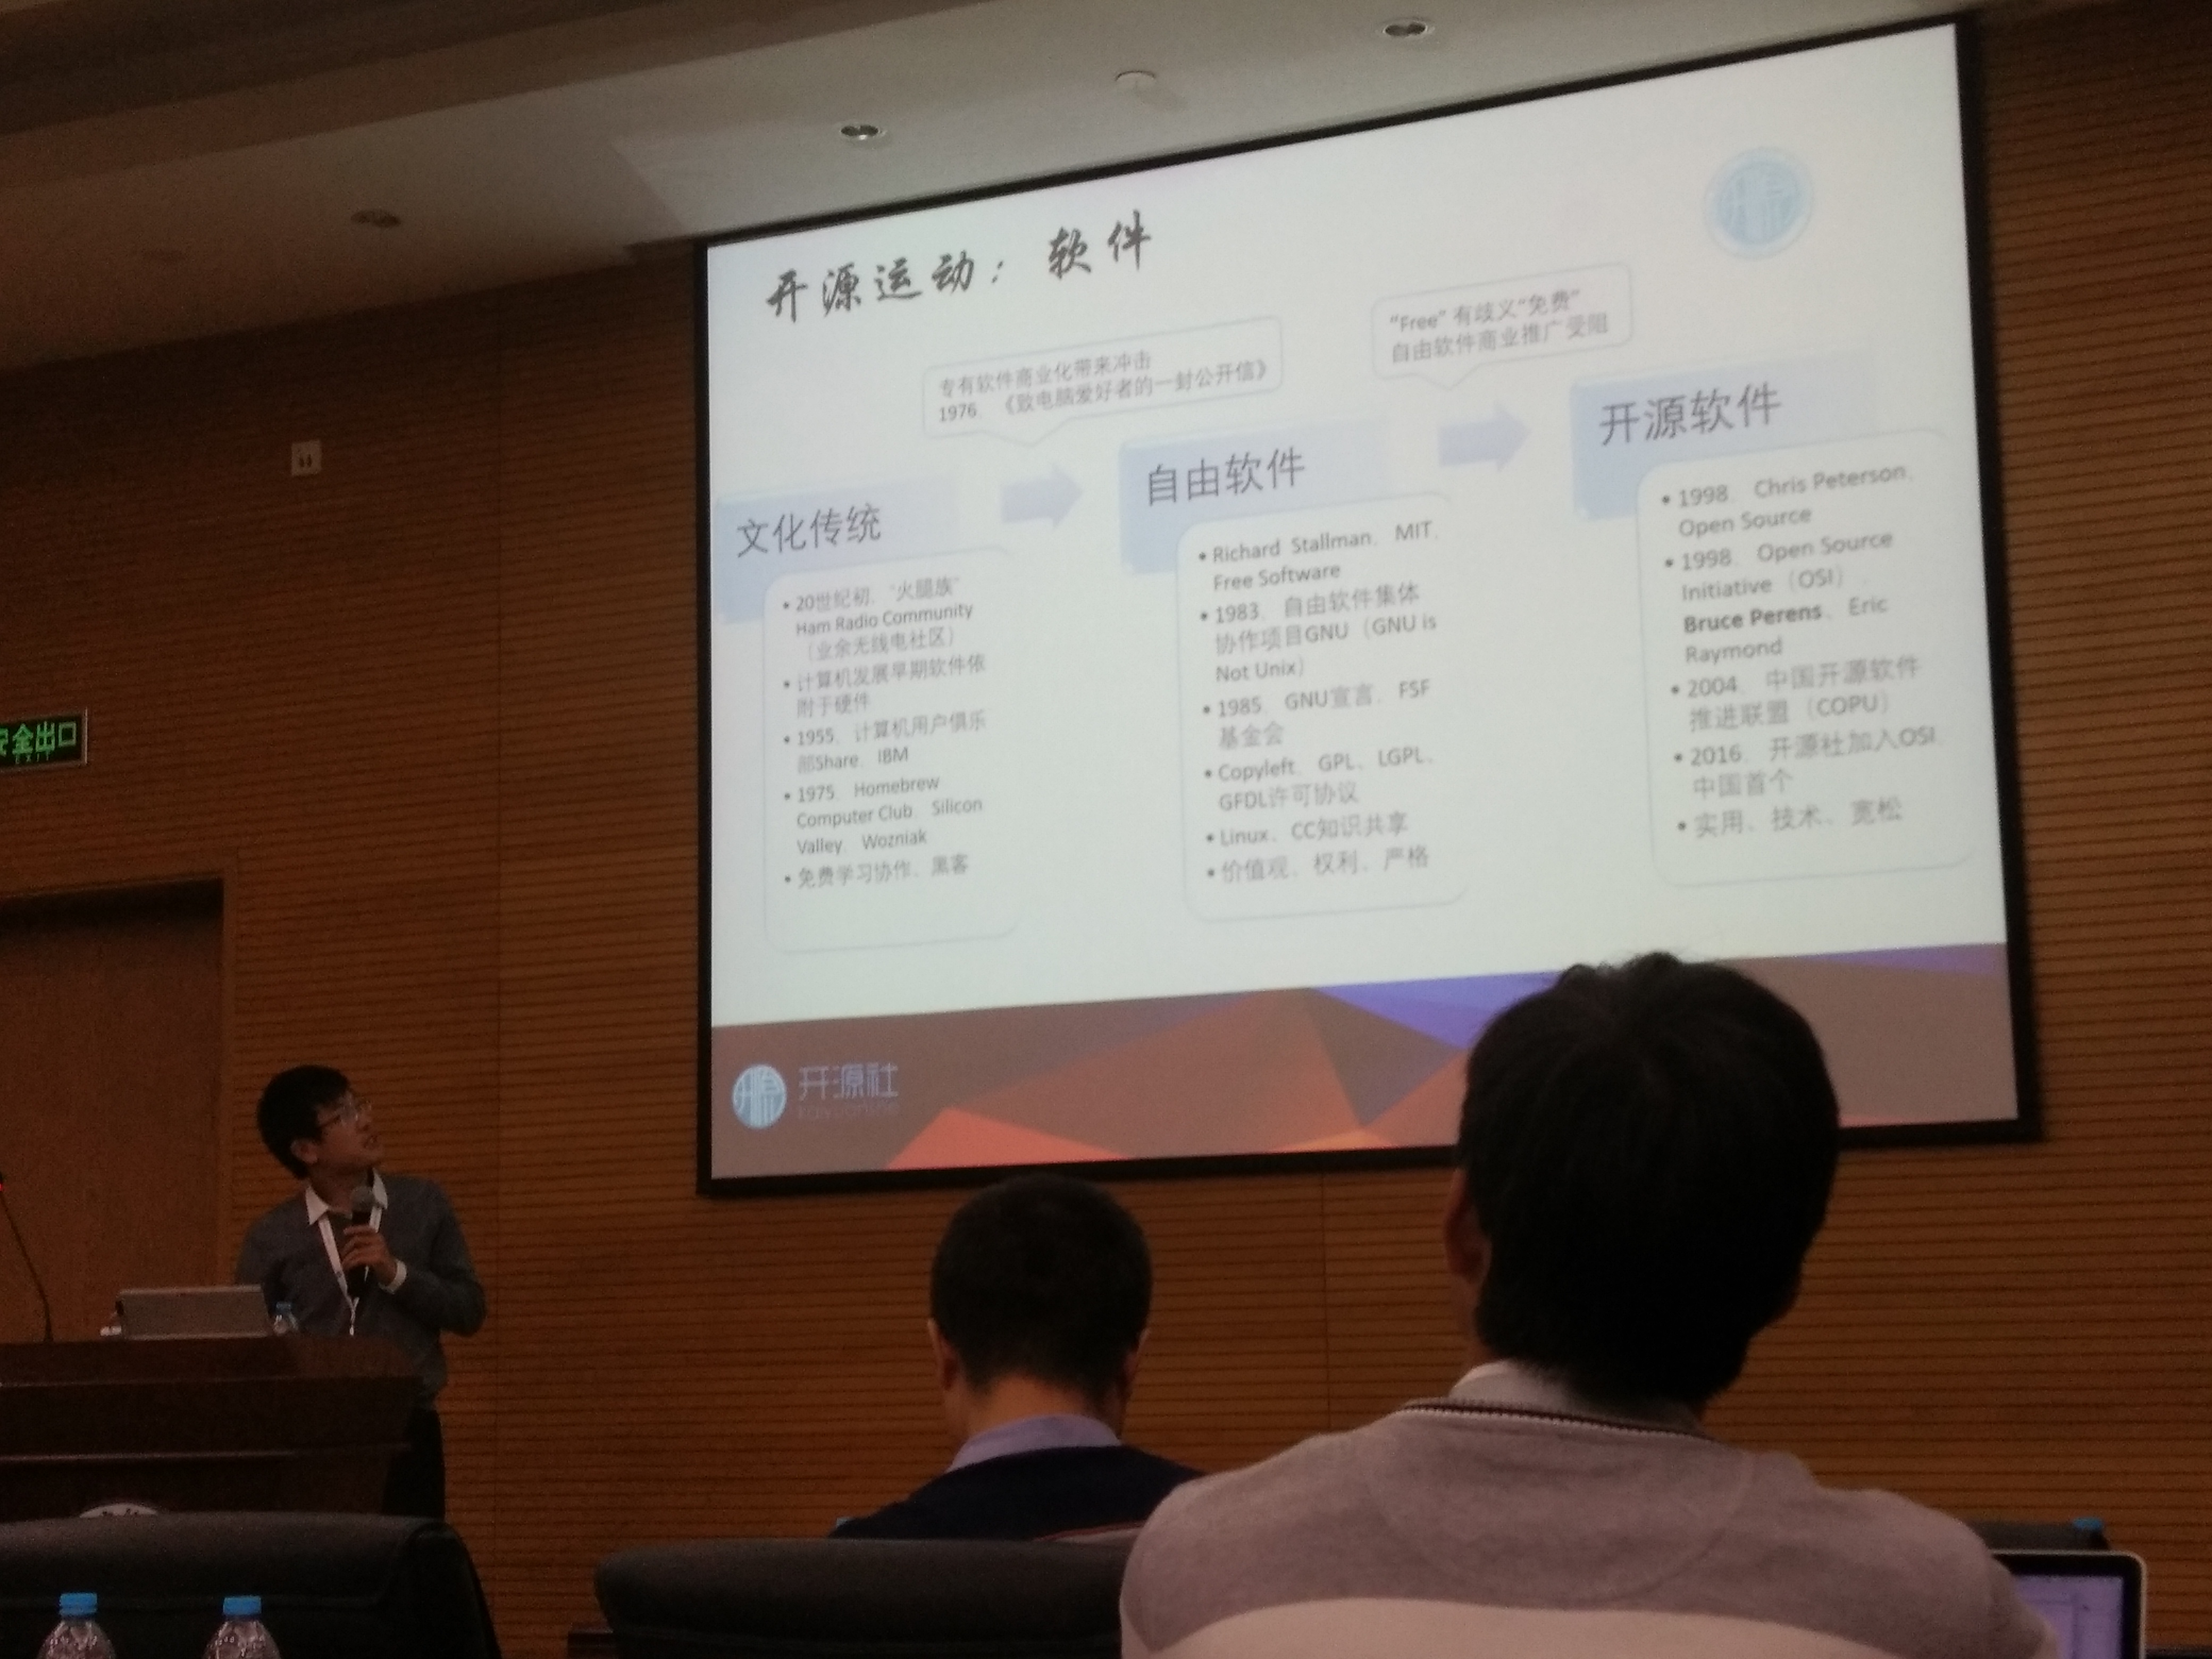 开源运动：软件
“Free” 有歧义“免费”
自由软件商业推广受阻
专有软件商业化带来冲击
1976、《致电脑爱好者的一封公开信》
文化传统
• 20世纪初、“火腿族”
Ham Radio Community
（业余无线电社区）
• 计算机发展早期软件依
附于硬件
• 1955、计算机用户俱乐
部Share、IBM
• 1975、Homebrew
Computer Club、Silicon
Valley、Wozniak
• 免费学习协作、黑客
自由软件
• Richard Stallman、MIT、
Free Software
• 1983、自由软件集体
协作项目GNU（GNU is
Not Unix）
• 1985、GNU宣言、FSF
基金会
• Copyleft、GPL、LGPL、
GFDL许可协议
• Linux、CC知识共享
• 价值观、权利、严格
开源软件
• 1998、Chris Peterson、
Open Source
• 1998、Open Source
Initiative（OSI）、
Bruce Perens、Eric
Raymond
• 2004、中国开源软件
推进联盟（COPU）
• 2016、开源社加入OSI、
中国首个
• 实用、技术、宽松
开源社
kaiyuanshe
安全出口
EXIT